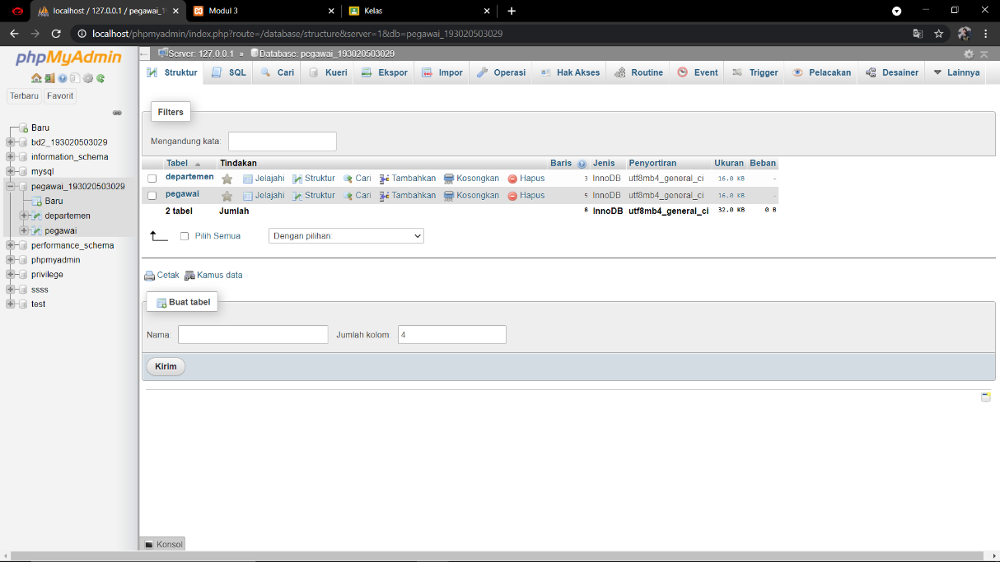 localhost / 127.0.0.1 / pegawai_1
Modul 3
Kelas
localhost/phpmyadmin/index.php?route=/database/structure&server=1&db=pegawai_193020503029
phpMyAdmin
Terbaru Favorit
Baru
bd2_193020503029
information_schema
mysql
pegawai_193020503029
Baru
departemen
pegawai
performance_schema
phpmyadmin
privilege
ssss
test
Server: 127.0.0.1 » Database: pegawai_193020503029
Struktur SQL Cari Kueri Ekspor Impor Operasi Hak Akses Routine Event Trigger Pelacakan Desainer Lainnya
Filters
Mengandung kata:
Tabel Tindakan Baris Jenis Penyortiran Ukuran Beban
departemen Jelajahi Struktur Cari Tambahkan Kosongkan Hapus 3 InnoDB utf8mb4_general_ci 16.0 KB -
pegawai Jelajahi Struktur Cari Tambahkan Kosongkan Hapus 5 InnoDB utf8mb4_general_ci 16.0 KB -
2 tabel Jumlah 8 InnoDB utf8mb4_general_ci 32.0 KB 0 B
Pilih Semua Dengan pilihan:
Cetak Kamus data
Buat tabel
Nama: Jumlah kolom: 4
Kirim
Konsol